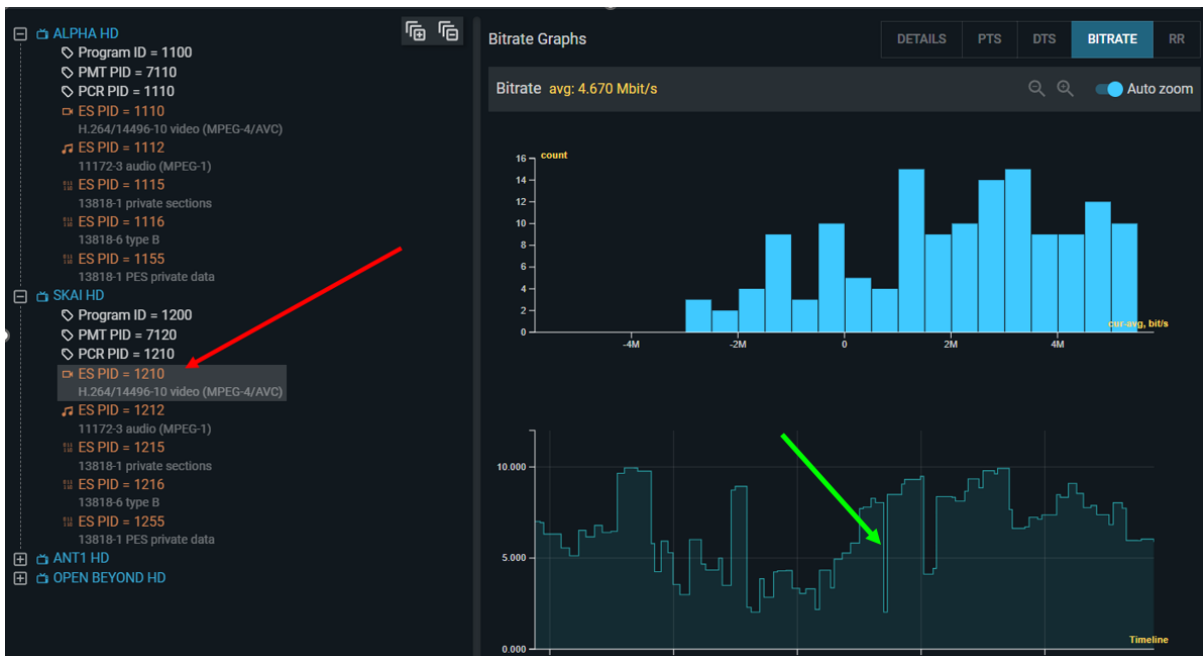 ALPHA HD
Program ID = 1100
PMT PID = 7110
PCR PID = 1110
ES PID = 1110
H.264/14496-10 video (MPEG-4/AVC)
ES PID = 1112
11172-3 audio (MPEG-1)
ES PID = 1115
13818-1 private sections
ES PID = 1116
13818-6 type B
ES PID = 1155
13818-1 PES private data
SKAI HD
Program ID = 1200
PMT PID = 7120
PCR PID = 1210
ES PID = 1210
H.264/14496-10 video (MPEG-4/AVC)
ES PID = 1212
11172-3 audio (MPEG-1)
ES PID = 1215
13818-1 private sections
ES PID = 1216
13818-6 type B
ES PID = 1255
13818-1 PES private data
ANT1 HD
OPEN BEYOND HD
Bitrate Graphs
DETAILS PTS DTS BITRATE RR
Bitrate avg: 4.670 Mbit/s
Auto zoom
count
16
14
12
10
8
6
4
2
0
cur-avg, bit/s
-4M -2M 0 2M 4M
10.000
5.000
0.000
Timeline